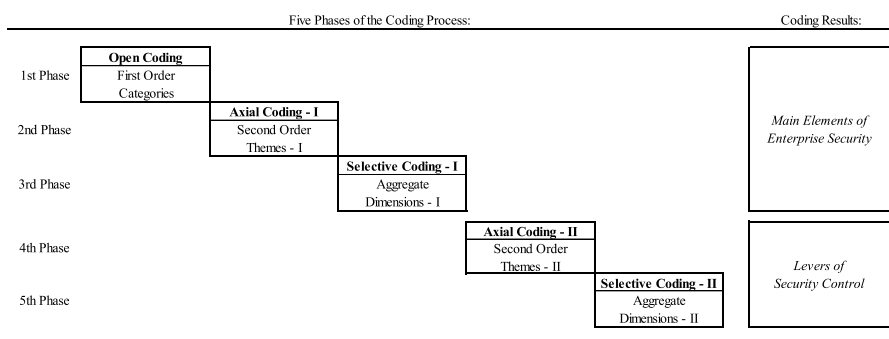 Five Phases of the Coding Process:
Coding Results:
Open Coding
1st Phase
First Order
Categories
Axial Coding - I
2nd Phase
Second Order
Themes - I
Main Elements of
Enterprise Security
Selective Coding - I
3rd Phase
Aggregate
Dimensions - I
Axial Coding - II
4th Phase
Second Order
Themes - II
Levers of
Security Control
Selective Coding - II
5th Phase
Aggregate
Dimensions - II